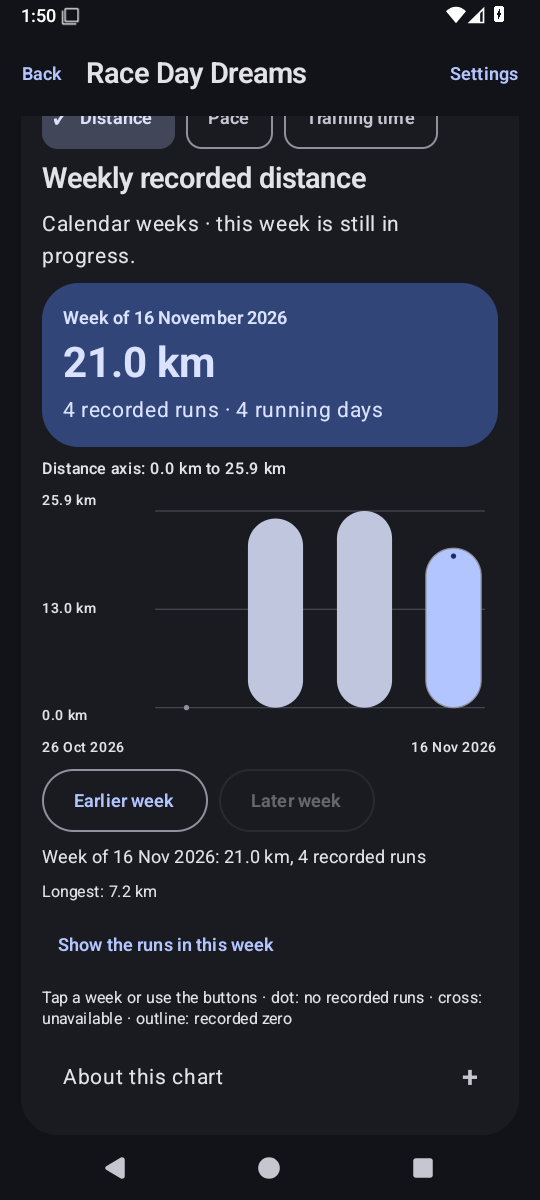 1:50
Back Race Day Dreams Settings
✓ Distance Pace Training time
Weekly recorded distance
Calendar weeks · this week is still in
progress.
Week of 16 November 2026
21.0 km
4 recorded runs · 4 running days
Distance axis: 0.0 km to 25.9 km
25.9 km
13.0 km
0.0 km
26 Oct 2026 16 Nov 2026
Earlier week Later week
Week of 16 Nov 2026: 21.0 km, 4 recorded runs
Longest: 7.2 km
Show the runs in this week
Tap a week or use the buttons · dot: no recorded runs · cross:
unavailable · outline: recorded zero
About this chart +